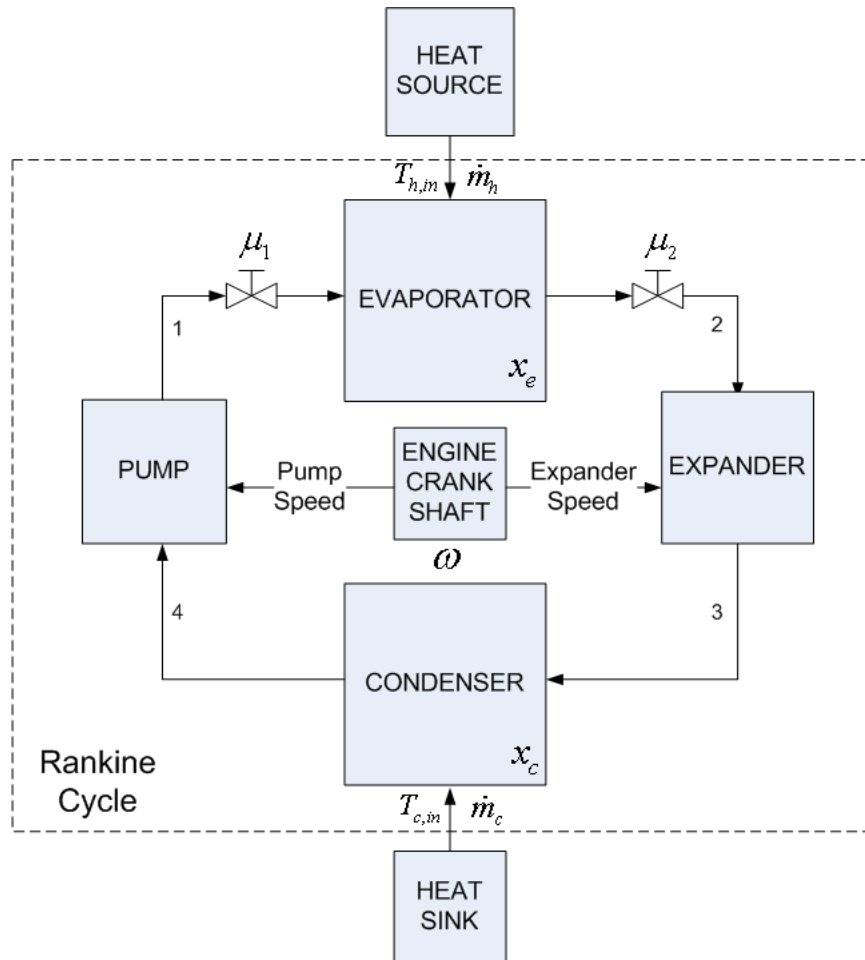 HEAT
SOURCE
T_{h,in} ṁ_h
μ_1
μ_2
EVAPORATOR
1
2
x_e
PUMP
Pump
Speed
ENGINE
CRANK
SHAFT
Expander
Speed
EXPANDER
ω
4
3
CONDENSER
x_c
Rankine
Cycle
T_{c,in} ṁ_c
HEAT
SINK